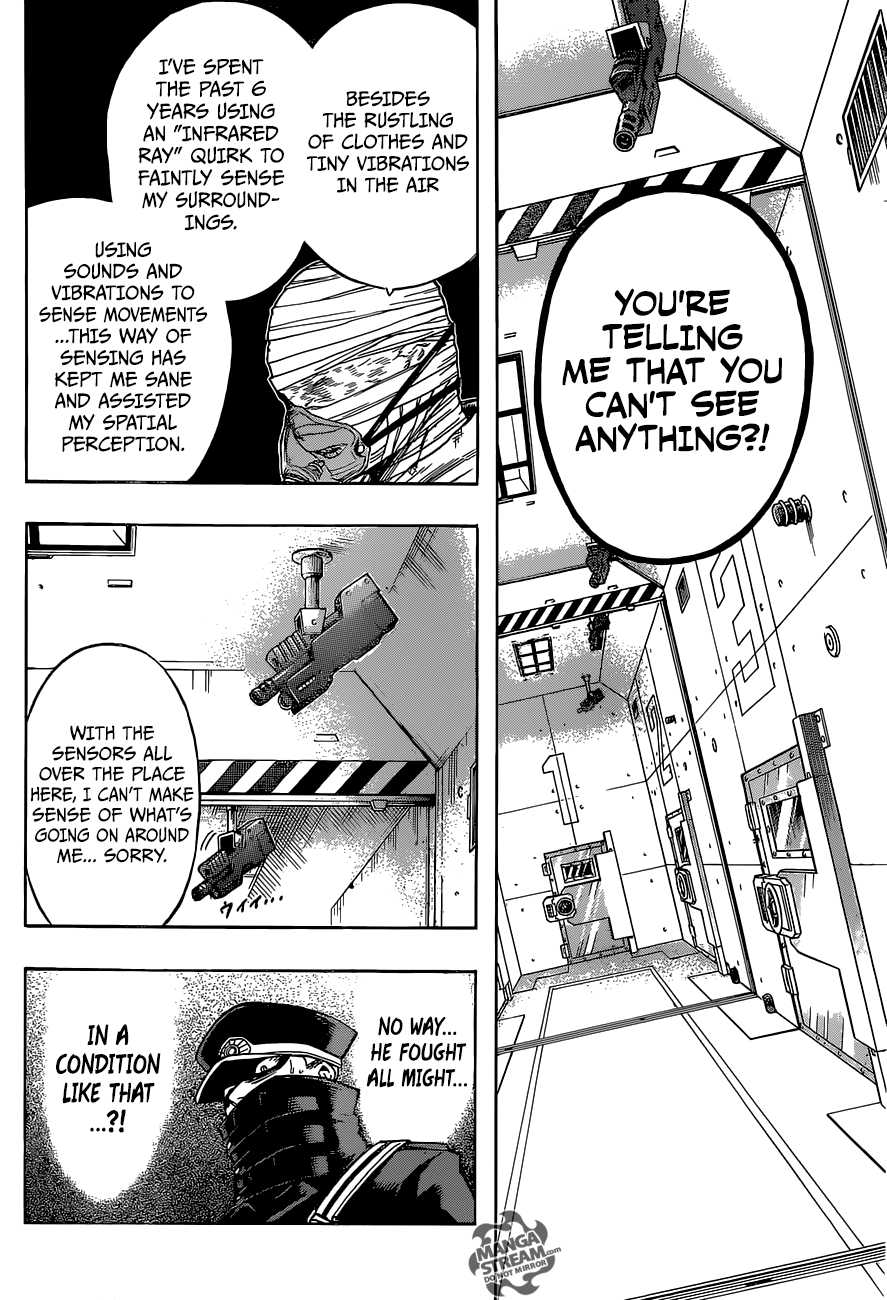 YOU'RE
TELLING
ME THAT YOU
CAN'T SEE
ANYTHING?!
3
2
1
BESIDES
THE RUSTLING
OF CLOTHES AND
TINY VIBRATIONS
IN THE AIR
I'VE SPENT
THE PAST 6
YEARS USING
AN "INFRARED
RAY" QUIRK TO
FAINTLY SENSE
MY SURROUND-
INGS.
USING
SOUNDS AND
VIBRATIONS TO
SENSE MOVEMENTS
...THIS WAY OF
SENSING HAS
KEPT ME SANE
AND ASSISTED
MY SPATIAL
PERCEPTION.
WITH THE
SENSORS ALL
OVER THE PLACE
HERE, I CAN'T MAKE
SENSE OF WHAT'S
GOING ON AROUND
ME... SORRY.
ウィィ...
NO WAY...
HE FOUGHT
ALL MIGHT...
IN A
CONDITION
LIKE THAT
...?!
MANGA
STREAM.com
DO NOT MIRROR